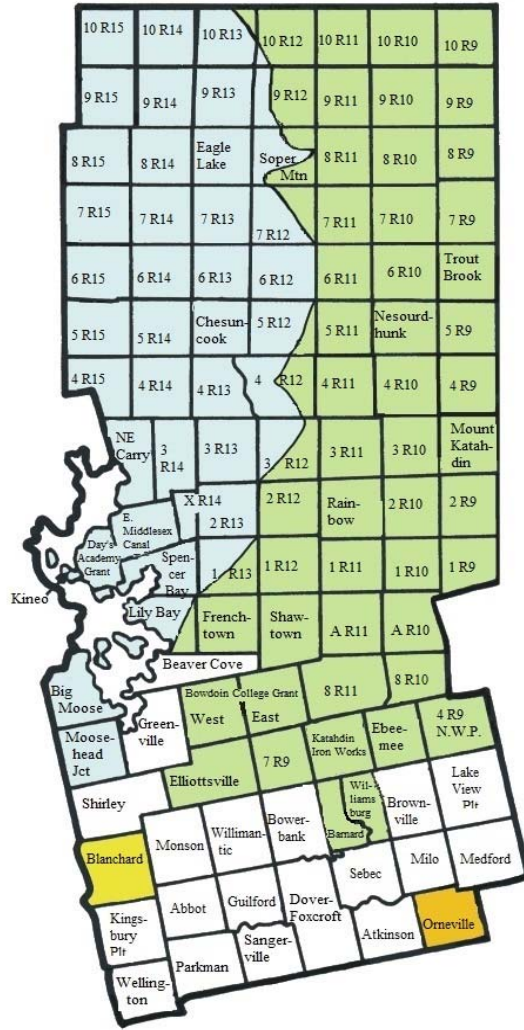 10 R15 10 R14 10 R13 10 R12 10 R11 10 R10 10 R9
9 R15 9 R14 9 R13 9 R12 9 R11 9 R10 9 R9
8 R15 8 R14 Eagle
Lake Soper
Mtn 8 R11 8 R10 8 R9
7 R15 7 R14 7 R13 7 R12 7 R11 7 R10 7 R9
6 R15 6 R14 6 R13 6 R12 6 R11 6 R10 Trout
Brook
5 R15 5 R14 Chesun-
cook 5 R12 5 R11 Nesourd-
hunk 5 R9
4 R15 4 R14 4 R13 4 R12 4 R11 4 R10 4 R9
NE
Carry 3
R14 3 R13 3 R12 3 R11 3 R10 Mount
Katah-
din
X R14
2 R13 2 R12 Rain-
bow 2 R10 2 R9
E.
Middlesex
Canal
Day's
Academy
Grant
Spen-
cer
Bay
1 R13 1 R12 1 R11 1 R10 1 R9
Kineo
Lily Bay
French-
town
Shaw-
town
A R11 A R10
Beaver Cove
Big
Moose
Green-
ville
Bowdoin College Grant
West East
8 R11 8 R10
Moose-
head
Jct
Elliottsville
7 R9
Katahdin
Iron Works
Ebee-
mee
4 R9
N.W.P.
Shirley
Monson
Williman-
tic
Bower-
bank
Barnard
Wil-
liams
burg
Brown-
ville
Lake
View
Plt
Blanchard
Abbot
Guilford
Dover-
Foxcroft
Sebec
Milo
Medford
Kings-
bury
Plt
Parkman
Sanger-
ville
Atkinson
Orneville
Welling-
ton